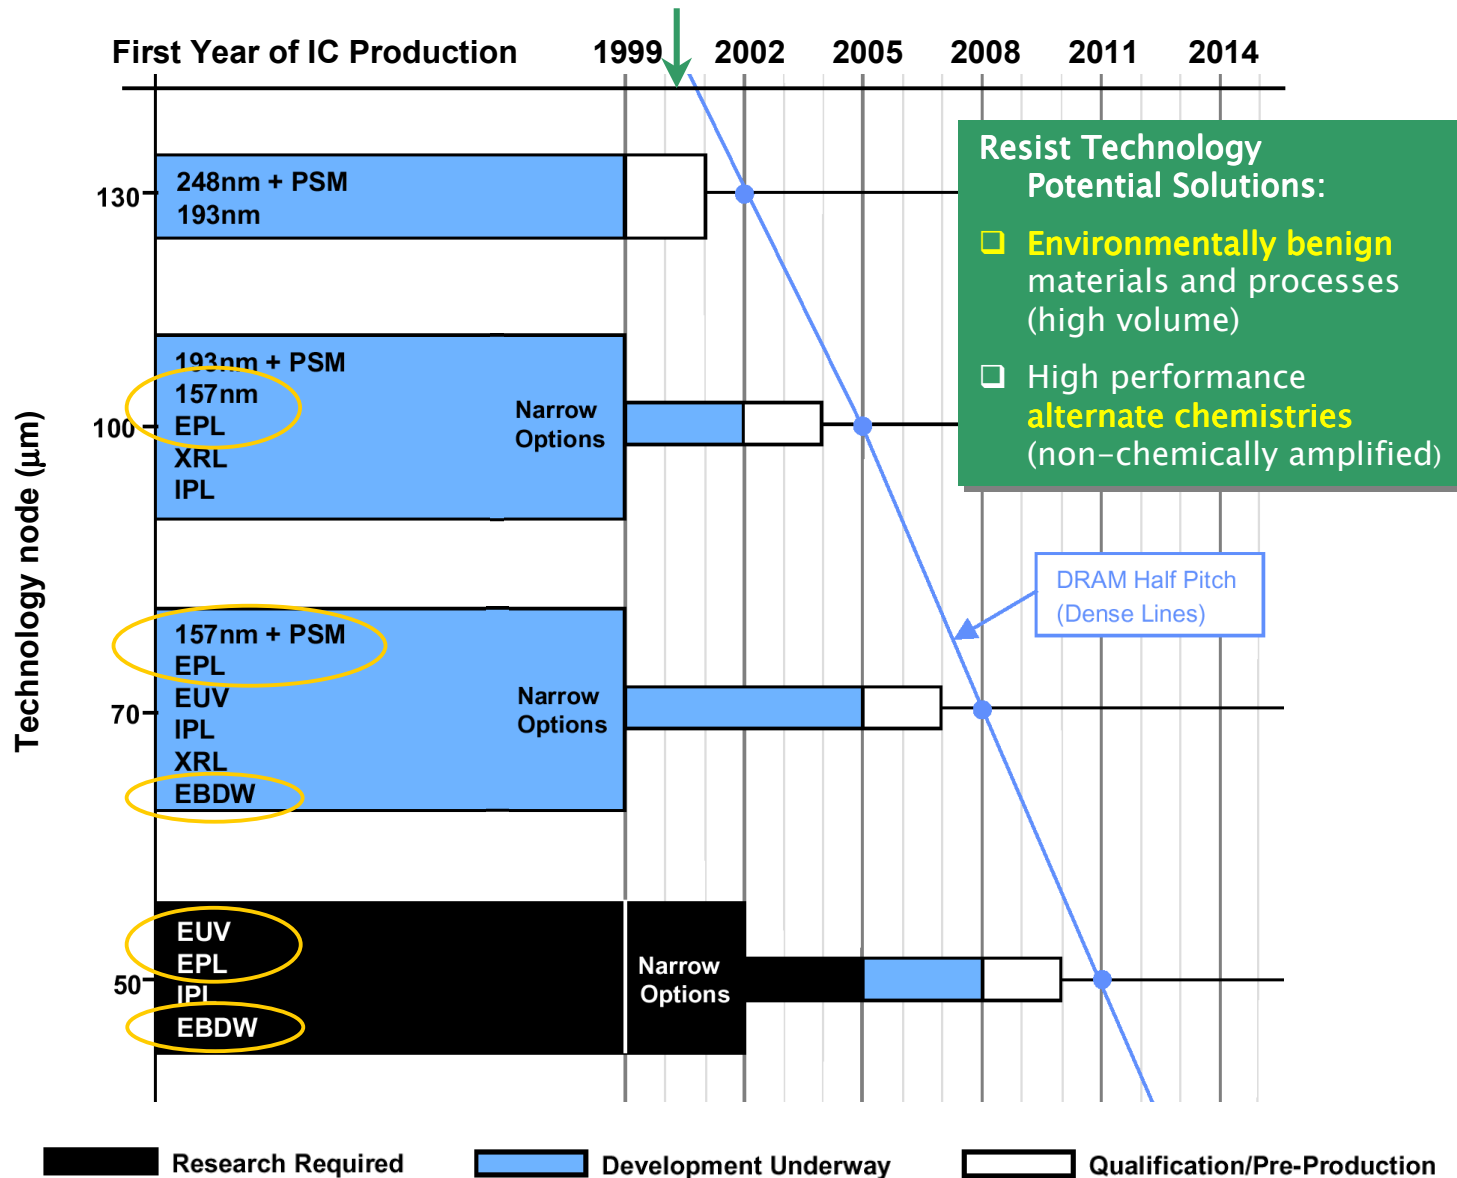 First Year of IC Production 1999 2002 2005 2008 2011 2014
Resist Technology
Potential Solutions:
❑ Environmentally benign
materials and processes
(high volume)
❑ High performance
alternate chemistries
(non-chemically amplified)
Technology node (μm)
130
248nm + PSM
193nm
100
193nm + PSM
157nm
EPL
XRL
IPL
Narrow
Options
DRAM Half Pitch
(Dense Lines)
70
157nm + PSM
EPL
EUV
IPL
XRL
EBDW
Narrow
Options
50
EUV
EPL
IPL
EBDW
Narrow
Options
Research Required
Development Underway
Qualification/Pre-Production